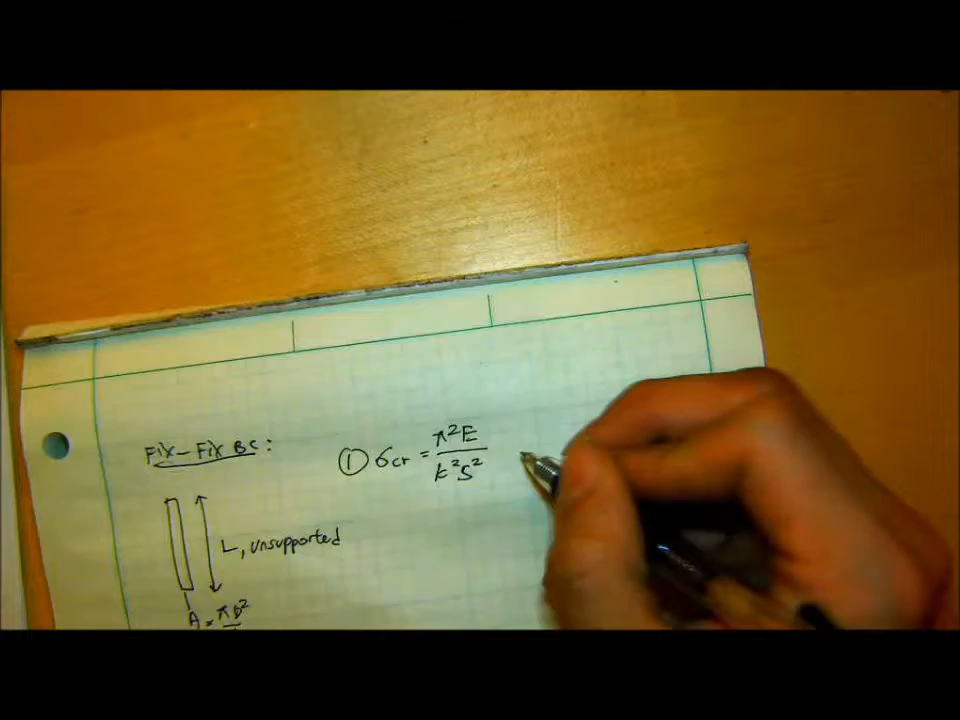 Fix-Fix BC:
① σcr = π²E / k²S²
L, unsupported
A = πD²